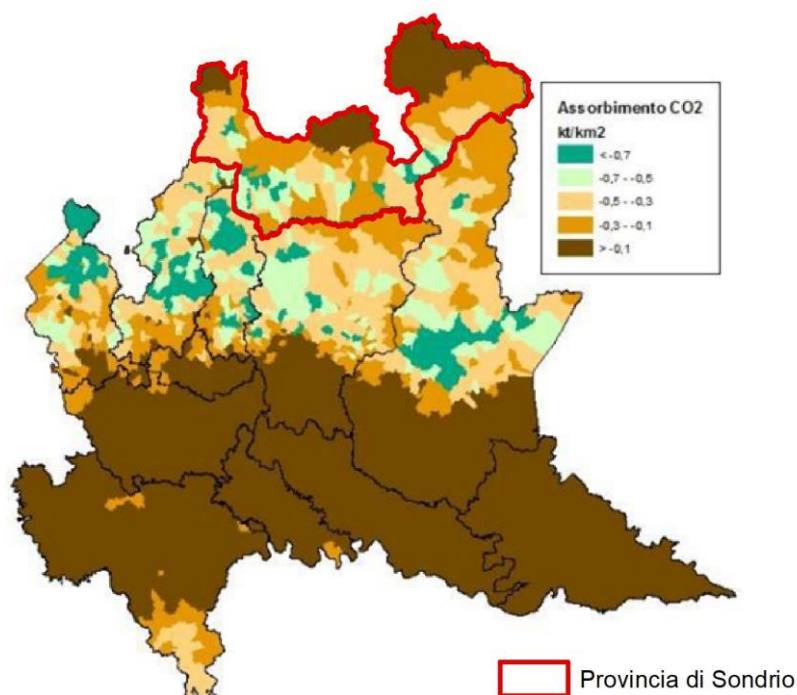 Assorbimento CO2
kt/km2
< -0,7
-0,7 - -0,5
-0,5 - -0,3
-0,3 - -0,1
> -0,1
Provincia di Sondrio